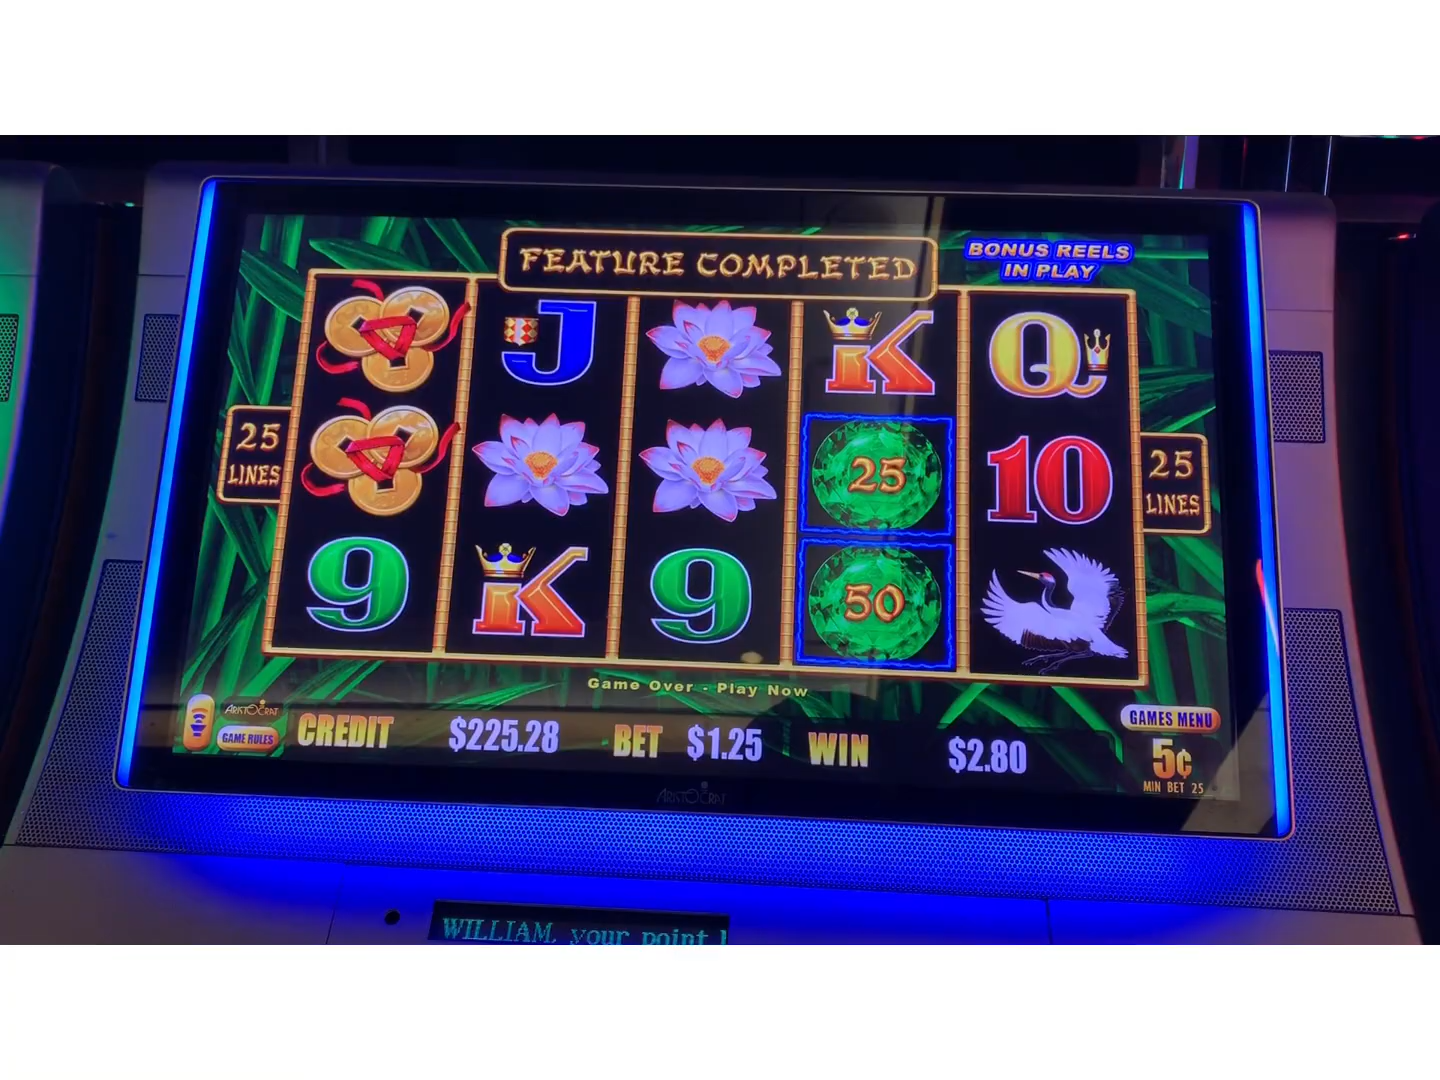 FEATURE COMPLETED
BONUS REELS
IN PLAY
J
K
Q
25
LINES
25
10
25
LINES
9
K
9
50
Game Over - Play Now
ARISTOCRAT
GAME RULES
CREDIT $225.28 BET $1.25 WIN $2.80
GAMES MENU
5¢
MIN BET 25
ARISTOCRAT
WILLIAM, your point